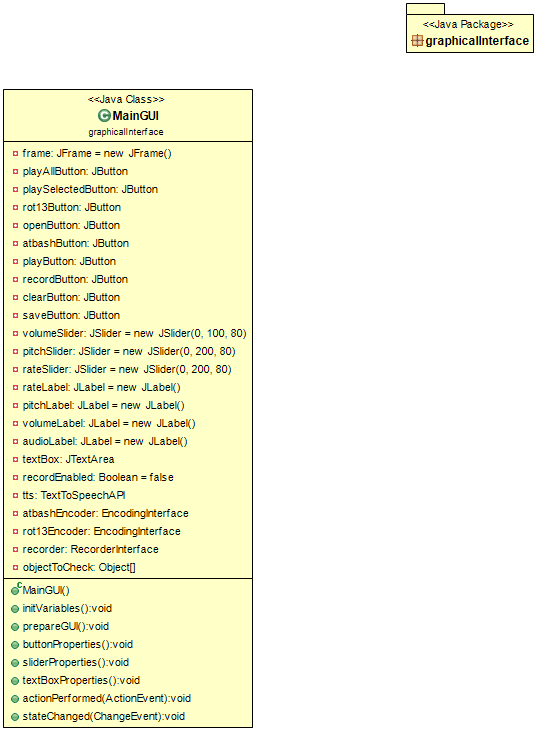 <<Java Package>>
graphicalInterface
<<Java Class>>
MainGUI
graphicalInterface
frame: JFrame = new JFrame()
playAllButton: JButton
playSelectedButton: JButton
rot13Button: JButton
openButton: JButton
atbashButton: JButton
playButton: JButton
recordButton: JButton
clearButton: JButton
saveButton: JButton
volumeSlider: JSlider = new JSlider(0, 100, 80)
pitchSlider: JSlider = new JSlider(0, 200, 80)
rateSlider: JSlider = new JSlider(0, 200, 80)
rateLabel: JLabel = new JLabel()
pitchLabel: JLabel = new JLabel()
volumeLabel: JLabel = new JLabel()
audioLabel: JLabel = new JLabel()
textBox: JTextArea
recordEnabled: Boolean = false
tts: TextToSpeechAPI
atbashEncoder: EncodingInterface
rot13Encoder: EncodingInterface
recorder: RecorderInterface
objectToCheck: Object[]
MainGUI()
initVariables():void
prepareGUI():void
buttonProperties():void
sliderProperties():void
textBoxProperties():void
actionPerformed(ActionEvent):void
stateChanged(ChangeEvent):void